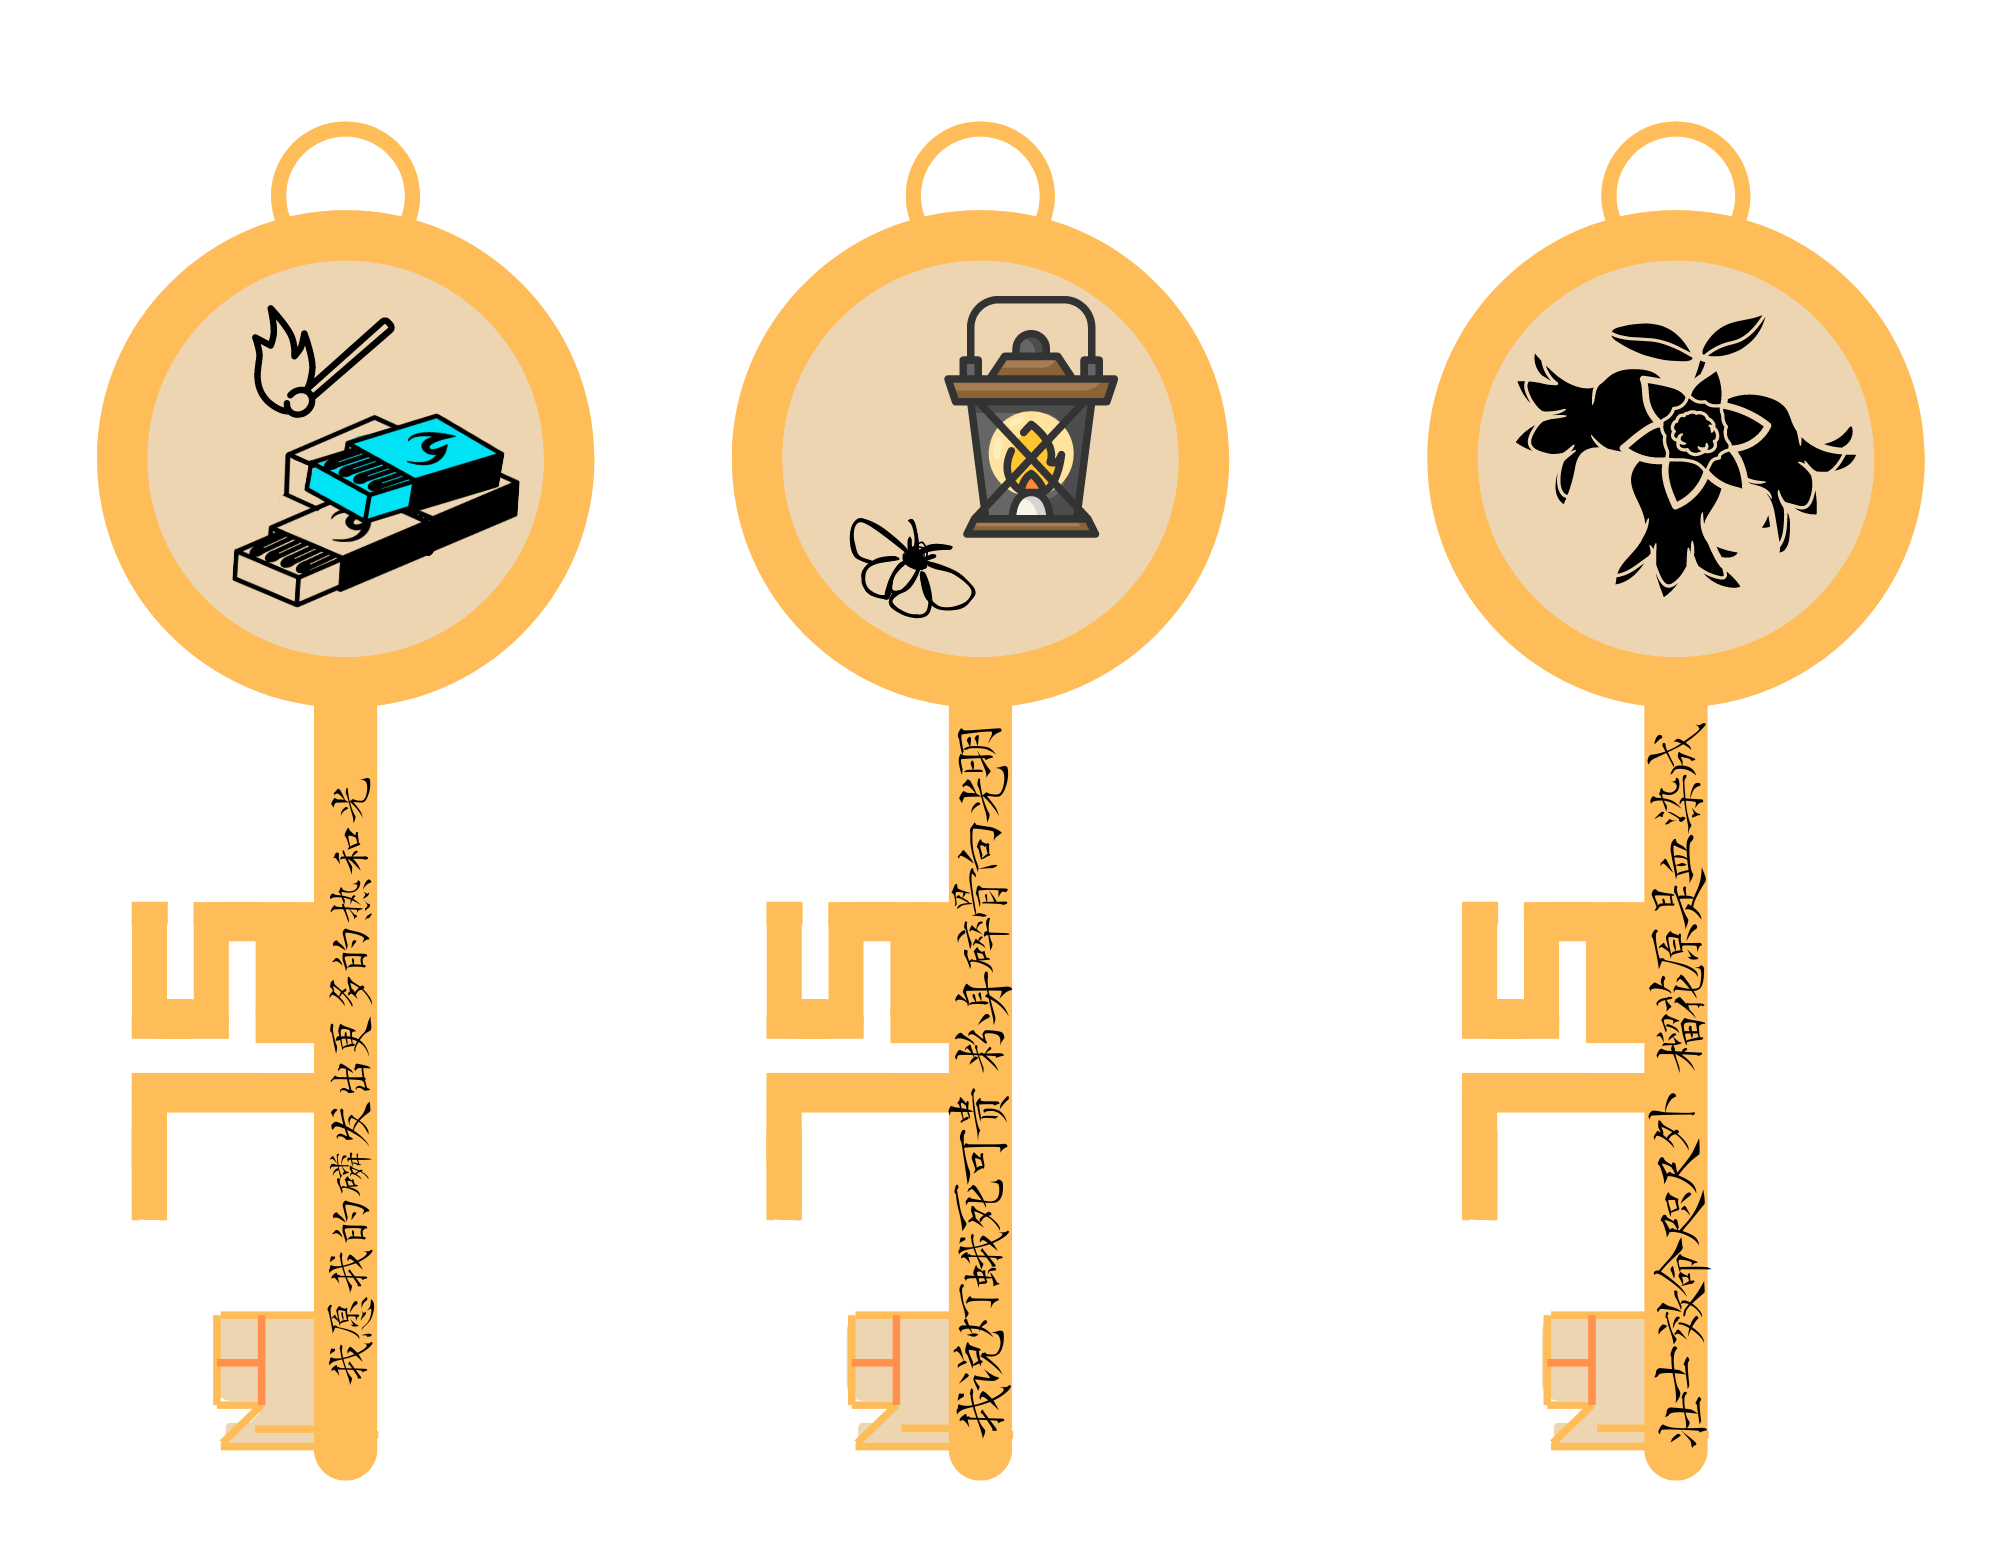 我愿我的磷发出更多的热和光
我说灯蛾死可贵 粉身碎骨向光明
壮士效命咫尺外 榴花原是血染成